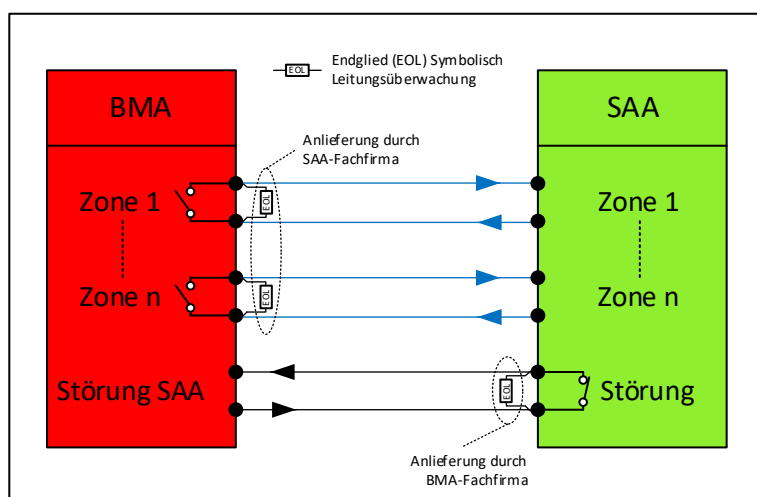 EOL
Endglied (EOL) Symbolisch
Leitungsüberwachung
BMA
SAA
Anlieferung durch
SAA-Fachfirma
Zone 1
EOL
Zone 1
Zone n
EOL
Zone n
Störung SAA
EOL
Störung
Anlieferung durch
BMA-Fachfirma